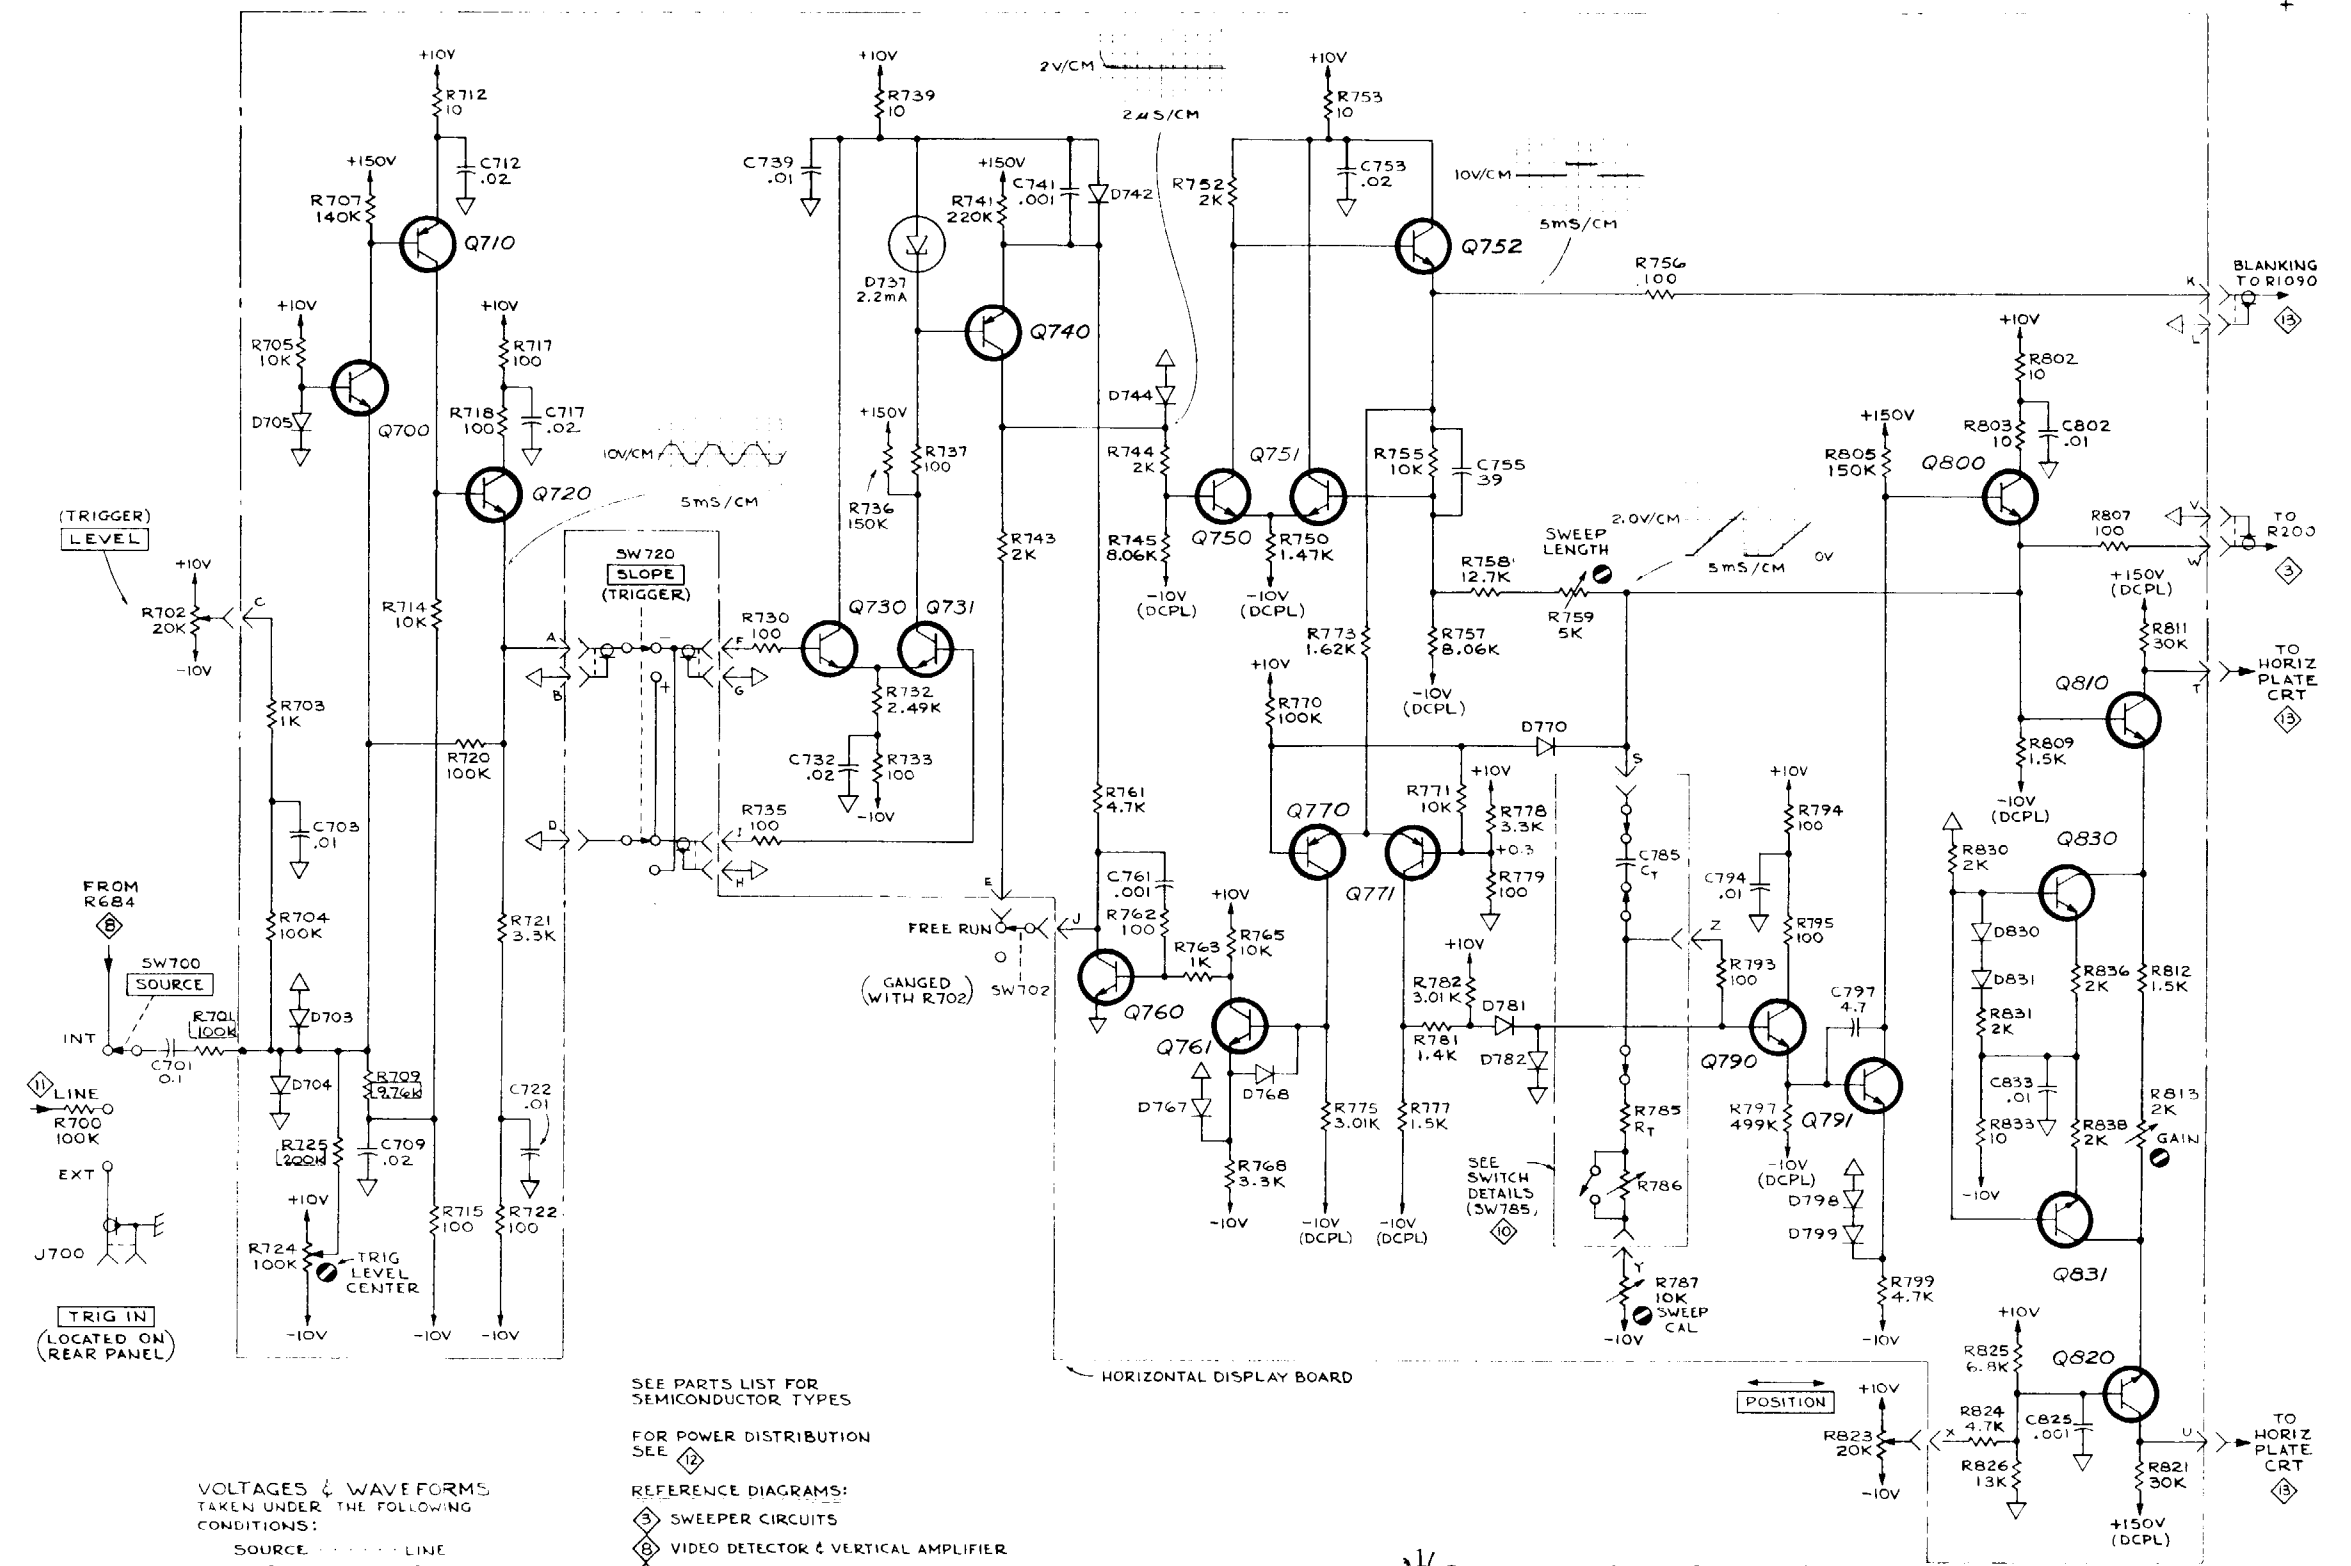 +
+10V
R712
10
+150V
C712
.02
R707
140K
Q710
+10V
R705
10K
D705
Q700
+10V
R717
100
R718
100
C717
.02
Q720
10V/CM
5mS/CM
(TRIGGER)
LEVEL
+10V
R702
20K
-10V
C
R703
1K
R714
10K
C703
.01
R704
100K
R720
100K
R721
3.3K
FROM
R684
8
SW700
SOURCE
INT
C701
0.1
R701
100K
D703
D704
R709
9.76K
C709
.02
C722
.01
11
LINE
R700
100K
EXT
J700
TRIG IN
(LOCATED ON
REAR PANEL)
R725
200K
+10V
R724
100K
TRIG
LEVEL
CENTER
-10V
R715
100
-10V
R722
100
-10V
SW720
SLOPE
(TRIGGER)
A
B
D
-
+
F
G
I
H
R730
100
R735
100
+10V
R739
10
C739
.01
D737
2.2mA
+150V
R741
220K
C741
.001
D742
Q740
+150V
R736
150K
R737
100
Q730
Q731
R732
2.49K
C732
.02
R733
100
-10V
R743
2K
E
FREE RUN
(GANGED
WITH R702)
SW702
J
2V/CM
2µS/CM
D744
R744
2K
R745
8.06K
-10V
(DCPL)
R761
4.7K
C761
.001
R762
100
R763
1K
Q760
+10V
R765
10K
Q761
D767
D768
R768
3.3K
-10V
+10V
R753
10
R752
2K
C753
.02
Q752
10V/CM
5mS/CM
R756
100
K
L
BLANKING
TO R1090
13
Q750
Q751
R750
1.47K
-10V
(DCPL)
R755
10K
C755
39
R758
12.7K
SWEEP
LENGTH
R759
5K
R757
8.06K
-10V
(DCPL)
2.0V/CM
5mS/CM
0V
R773
1.62K
+10V
R770
100K
D770
Q770
R771
10K
Q771
+10V
R778
3.3K
+0.3
R779
100
+10V
R782
3.01K
R781
1.4K
D781
D782
R775
3.01K
-10V
(DCPL)
R777
1.5K
-10V
(DCPL)
S
C785
CT
Z
R793
100
R785
RT
R786
SEE
SWITCH
DETAILS
(SW785)
10
Y
R787
10K
SWEEP
CAL
-10V
+10V
R794
100
C794
.01
R795
100
Q790
C797
4.7
R797
499K
-10V
(DCPL)
Q791
D798
D799
R799
4.7K
-10V
+10V
R802
10
R803
10
C802
.01
+150V
R805
150K
Q800
R807
100
V
W
TO
R200
3
+150V
(DCPL)
R811
30K
T
TO
HORIZ
PLATE
CRT
13
Q810
R809
1.5K
-10V
(DCPL)
R830
2K
Q830
D830
D831
R831
2K
R836
2K
R812
1.5K
C833
.01
R833
10
-10V
R838
2K
R813
2K
GAIN
Q831
+10V
R825
6.8K
Q820
POSITION
+10V
R823
20K
-10V
X
R824
4.7K
C825
.001
R826
13K
U
R821
30K
+150V
(DCPL)
TO
HORIZ
PLATE
CRT
13
HORIZONTAL DISPLAY BOARD
SEE PARTS LIST FOR
SEMICONDUCTOR TYPES
FOR POWER DISTRIBUTION
SEE 12
REFERENCE DIAGRAMS:
3 SWEEPER CIRCUITS
8 VIDEO DETECTOR & VERTICAL AMPLIFIER
VOLTAGES & WAVEFORMS
TAKEN UNDER THE FOLLOWING
CONDITIONS:
SOURCE · · · · · · LINE